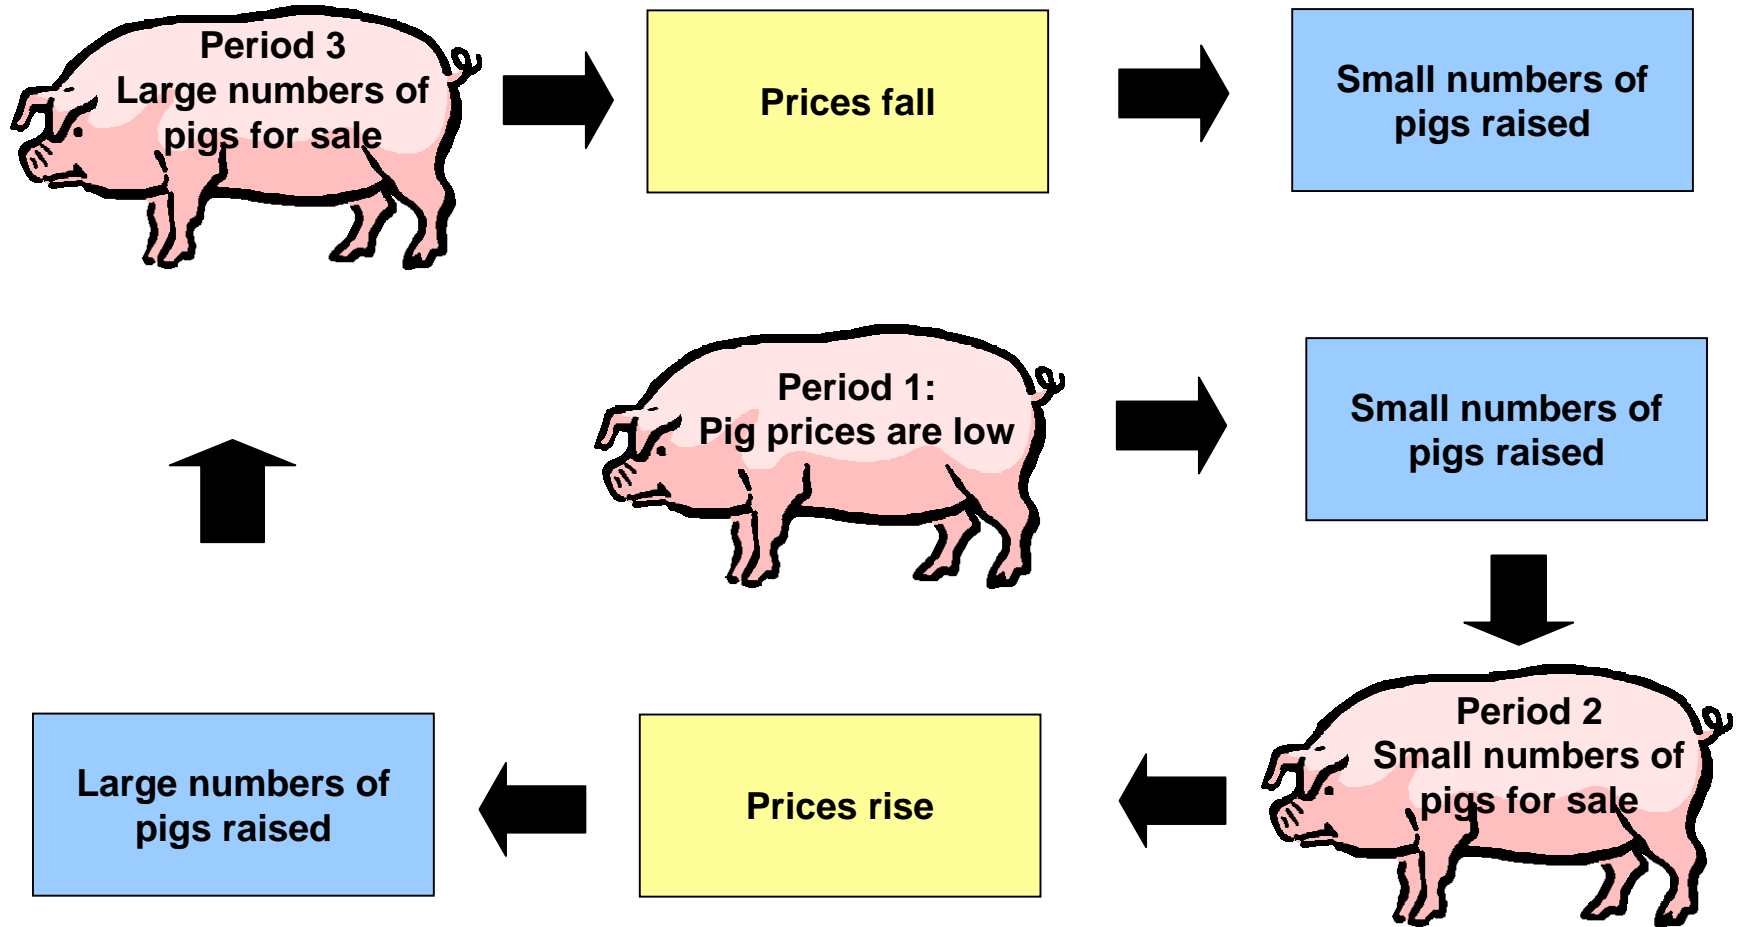 Period 3
Large numbers of
pigs for sale
Prices fall
Small numbers of
pigs raised
Period 1:
Pig prices are low
Small numbers of
pigs raised
Period 2
Small numbers of
pigs for sale
Prices rise
Large numbers of
pigs raised